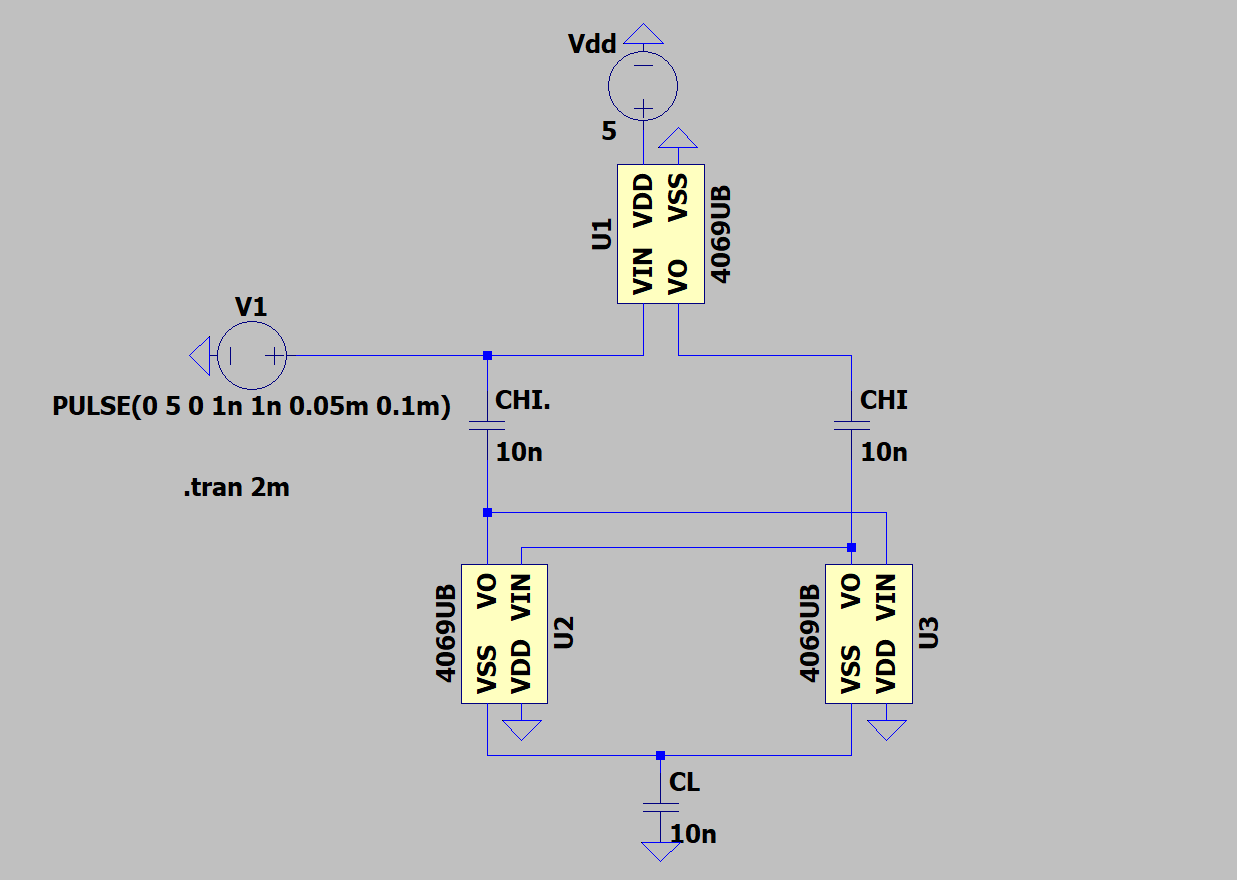 Vdd
5
VDD
VSS
U1
4069UB
VIN
VO
V1
PULSE(0 5 0 1n 1n 0.05m 0.1m)
CHI.
10n
CHI
10n
.tran 2m
4069UB
VO
VIN
VSS
VDD
U2
4069UB
VO
VIN
VSS
VDD
U3
CL
10n